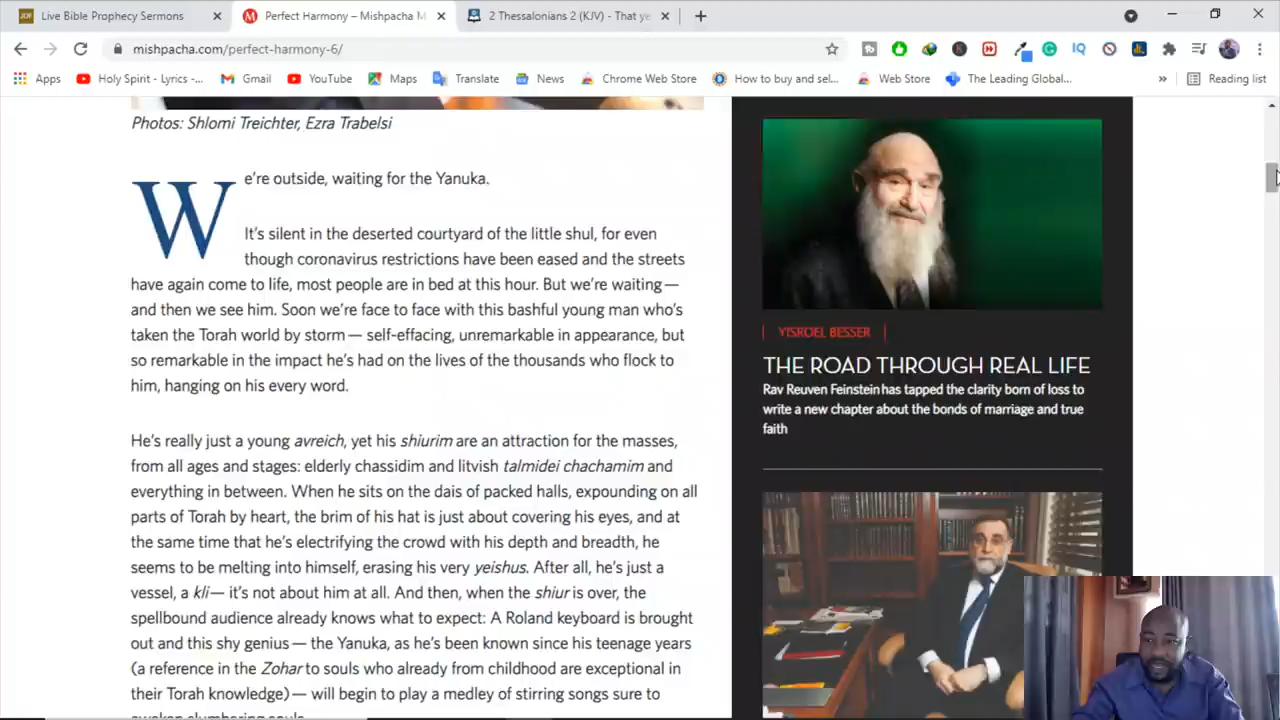 Live Bible Prophecy Sermons
Perfect Harmony – Mishpacha M
2 Thessalonians 2 (KJV) - That ye
mishpacha.com/perfect-harmony-6/
Apps
Holy Spirit - Lyrics -...
Gmail
YouTube
Maps
Translate
News
Chrome Web Store
How to buy and sel...
Web Store
The Leading Global...
»
Reading list
Photos: Shlomi Treichter, Ezra Trabelsi
We're outside, waiting for the Yanuka.
It's silent in the deserted courtyard of the little shul, for even
though coronavirus restrictions have been eased and the streets
have again come to life, most people are in bed at this hour. But we're waiting —
and then we see him. Soon we're face to face with this bashful young man who's
taken the Torah world by storm — self-effacing, unremarkable in appearance, but
so remarkable in the impact he's had on the lives of the thousands who flock to
him, hanging on his every word.
He's really just a young avreich, yet his shiurim are an attraction for the masses,
from all ages and stages: elderly chassidim and litvish talmidei chachamim and
everything in between. When he sits on the dais of packed halls, expounding on all
parts of Torah by heart, the brim of his hat is just about covering his eyes, and at
the same time that he's electrifying the crowd with his depth and breadth, he
seems to be melting into himself, erasing his very yeishus. After all, he's just a
vessel, a kli — it's not about him at all. And then, when the shiur is over, the
spellbound audience already knows what to expect: A Roland keyboard is brought
out and this shy genius — the Yanuka, as he's been known since his teenage years
(a reference in the Zohar to souls who already from childhood are exceptional in
their Torah knowledge) — will begin to play a medley of stirring songs sure to
awaken slumbering souls.
YISROEL BESSER
THE ROAD THROUGH REAL LIFE
Rav Reuven Feinstein has tapped the clarity born of loss to
write a new chapter about the bonds of marriage and true
faith